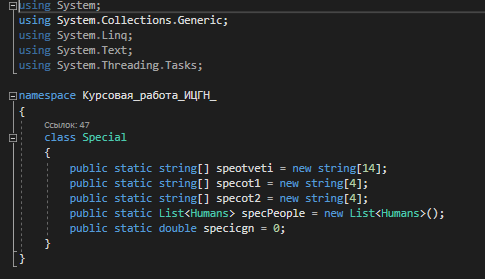 using System;
using System.Collections.Generic;
using System.Linq;
using System.Text;
using System.Threading.Tasks;
namespace Курсовая_работа_ИЦГН_
{
Ссылок: 47
class Special
{
public static string[] speotveti = new string[14];
public static string[] specot1 = new string[4];
public static string[] specot2 = new string[4];
public static List<Humans> specPeople = new List<Humans>();
public static double specicgn = 0;
}
}